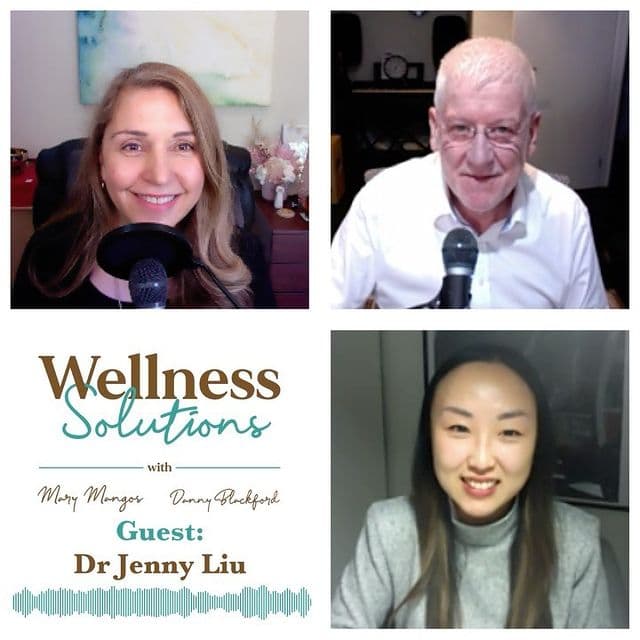 Wellness
Solutions
with
Mary Mangos Danny Blackford
Guest:
Dr Jenny Liu